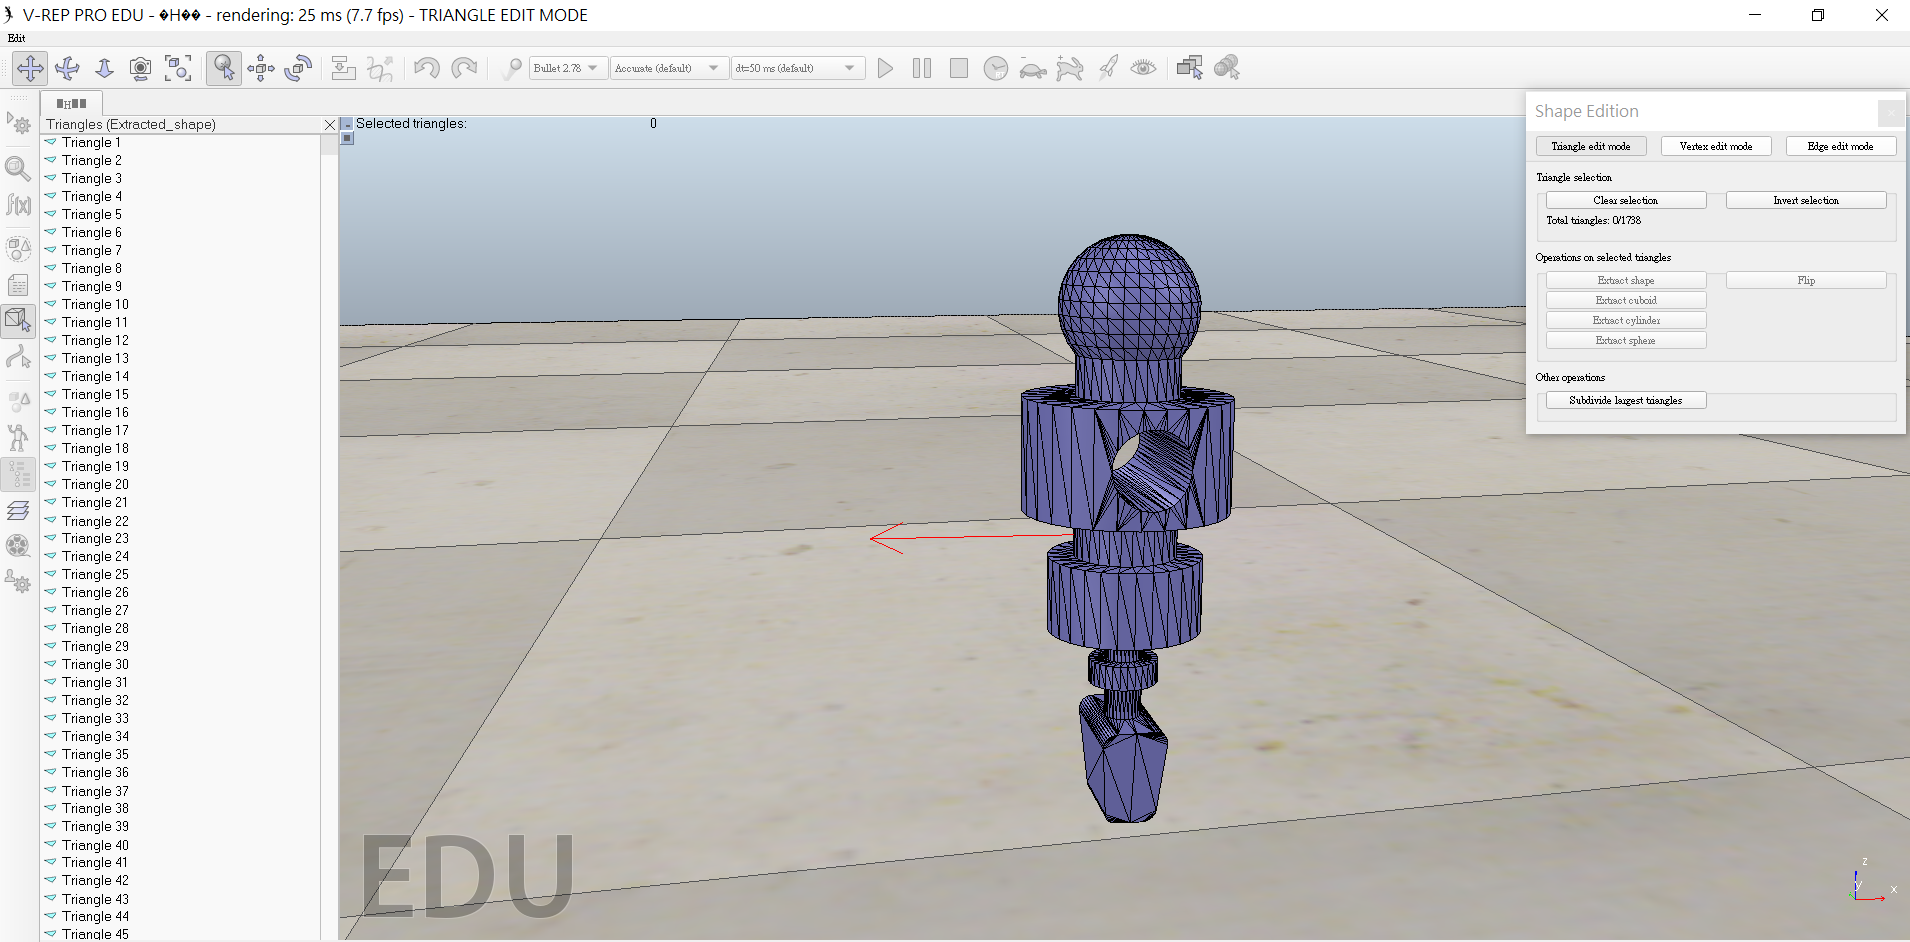 V-REP PRO EDU - �H�� - rendering: 25 ms (7.7 fps) - TRIANGLE EDIT MODE
Edit
Bullet 2.78
Accurate (default)
dt=50 ms (default)
Triangles (Extracted_shape)
Triangle 1
Triangle 2
Triangle 3
Triangle 4
Triangle 5
Triangle 6
Triangle 7
Triangle 8
Triangle 9
Triangle 10
Triangle 11
Triangle 12
Triangle 13
Triangle 14
Triangle 15
Triangle 16
Triangle 17
Triangle 18
Triangle 19
Triangle 20
Triangle 21
Triangle 22
Triangle 23
Triangle 24
Triangle 25
Triangle 26
Triangle 27
Triangle 28
Triangle 29
Triangle 30
Triangle 31
Triangle 32
Triangle 33
Triangle 34
Triangle 35
Triangle 36
Triangle 37
Triangle 38
Triangle 39
Triangle 40
Triangle 41
Triangle 42
Triangle 43
Triangle 44
Triangle 45
Selected triangles: 0
EDU
z
y
x
Shape Edition
Triangle edit mode
Vertex edit mode
Edge edit mode
Triangle selection
Clear selection
Invert selection
Total triangles: 0/1738
Operations on selected triangles
Extract shape
Flip
Extract cuboid
Extract cylinder
Extract sphere
Other operations
Subdivide largest triangles
f(x)